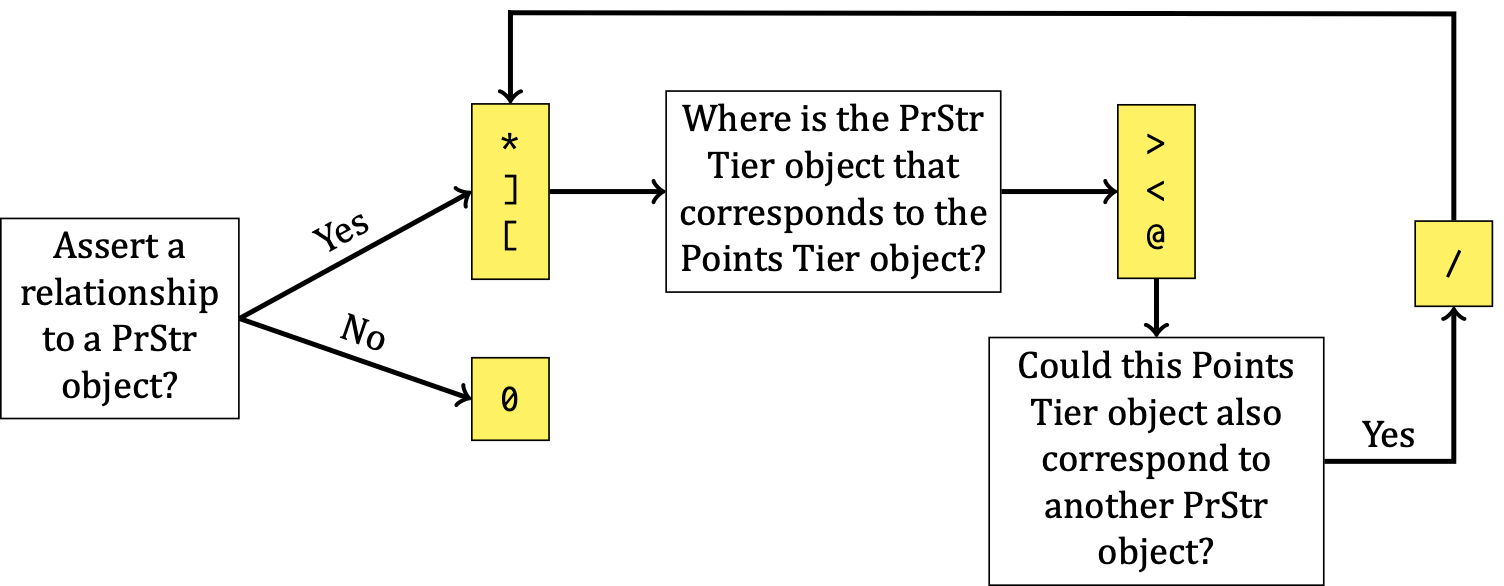 Assert a
relationship
to a PrStr
object?
Yes
No
*
]
[
0
Where is the PrStr
Tier object that
corresponds to the
Points Tier object?
>
<
@
Could this Points
Tier object also
correspond to
another PrStr
object?
Yes
/